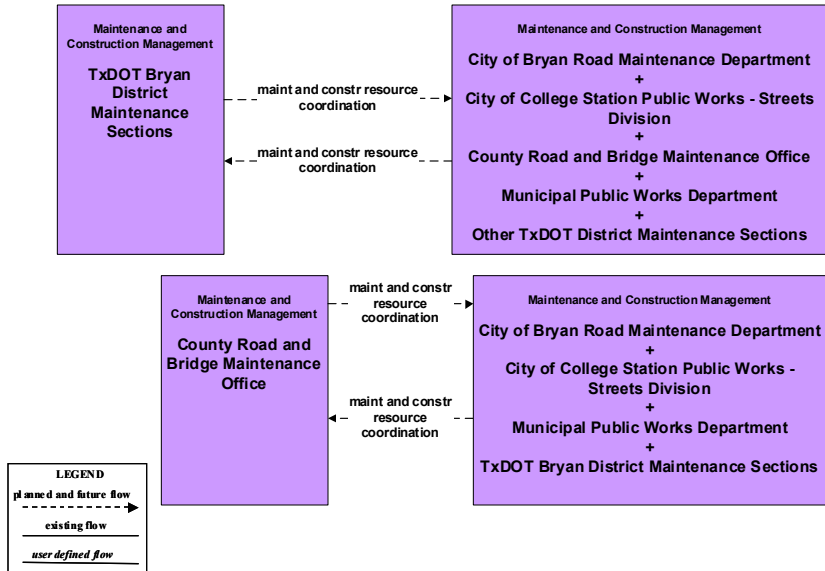 Maintenance and
Construction Management
TxDOT Bryan
District
Maintenance
Sections
maint and constr resource
coordination
maint and constr resource
coordination
Maintenance and Construction Management
City of Bryan Road Maintenance Department
+
City of College Station Public Works - Streets
Division
+
County Road and Bridge Maintenance Office
+
Municipal Public Works Department
+
Other TxDOT District Maintenance Sections
Maintenance and
Construction Management
County Road and
Bridge Maintenance
Office
maint and constr
resource
coordination
maint and constr
resource
coordination
Maintenance and Construction Management
City of Bryan Road Maintenance Department
+
City of College Station Public Works -
Streets Division
+
Municipal Public Works Department
+
TxDOT Bryan District Maintenance Sections
LEGEND
planned and future flow
existing flow
user defined flow